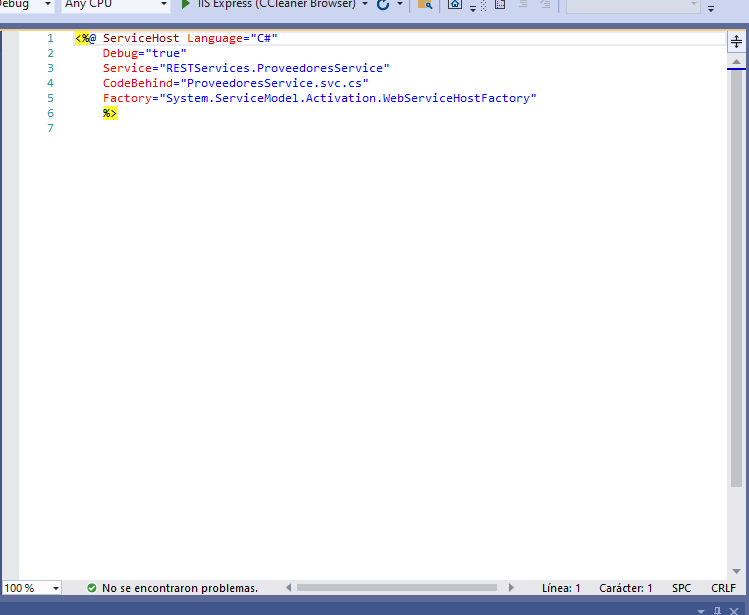 Debug Any CPU IIS Express (CCleaner Browser)
1 <%@ ServiceHost Language="C#"
2 Debug="true"
3 Service="RESTServices.ProveedoresService"
4 CodeBehind="ProveedoresService.svc.cs"
5 Factory="System.ServiceModel.Activation.WebServiceHostFactory"
6 %>
7
100 % No se encontraron problemas. Línea: 1 Carácter: 1 SPC CRLF